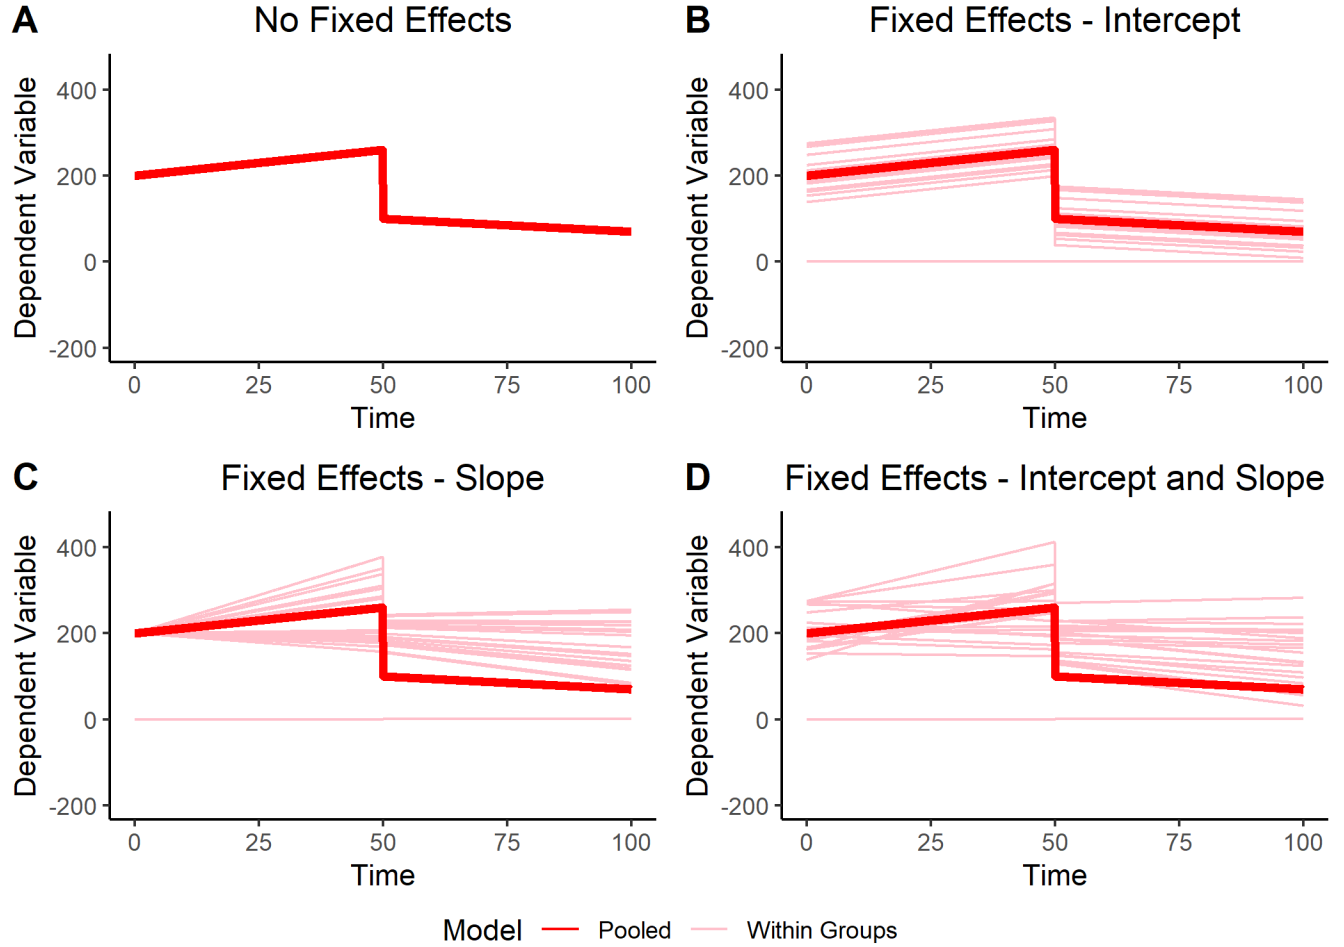 A No Fixed Effects
Dependent Variable
400
200
0
-200
0 25 50 75 100
Time
B Fixed Effects - Intercept
Dependent Variable
400
200
0
-200
0 25 50 75 100
Time
C Fixed Effects - Slope
Dependent Variable
400
200
0
-200
0 25 50 75 100
Time
D Fixed Effects - Intercept and Slope
Dependent Variable
400
200
0
-200
0 25 50 75 100
Time
Model Pooled Within Groups